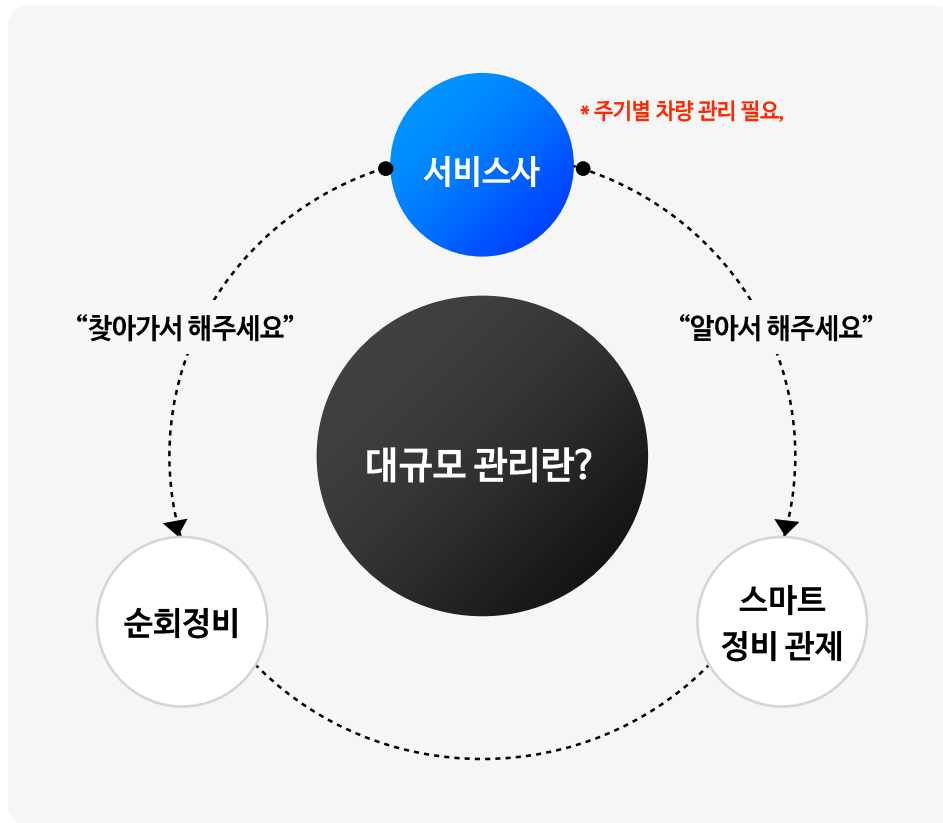 * 주기별 차량 관리 필요,
서비스사
“찾아가서 해주세요”
“알아서 해주세요”
대규모 관리란?
순회정비
스마트
정비 관제